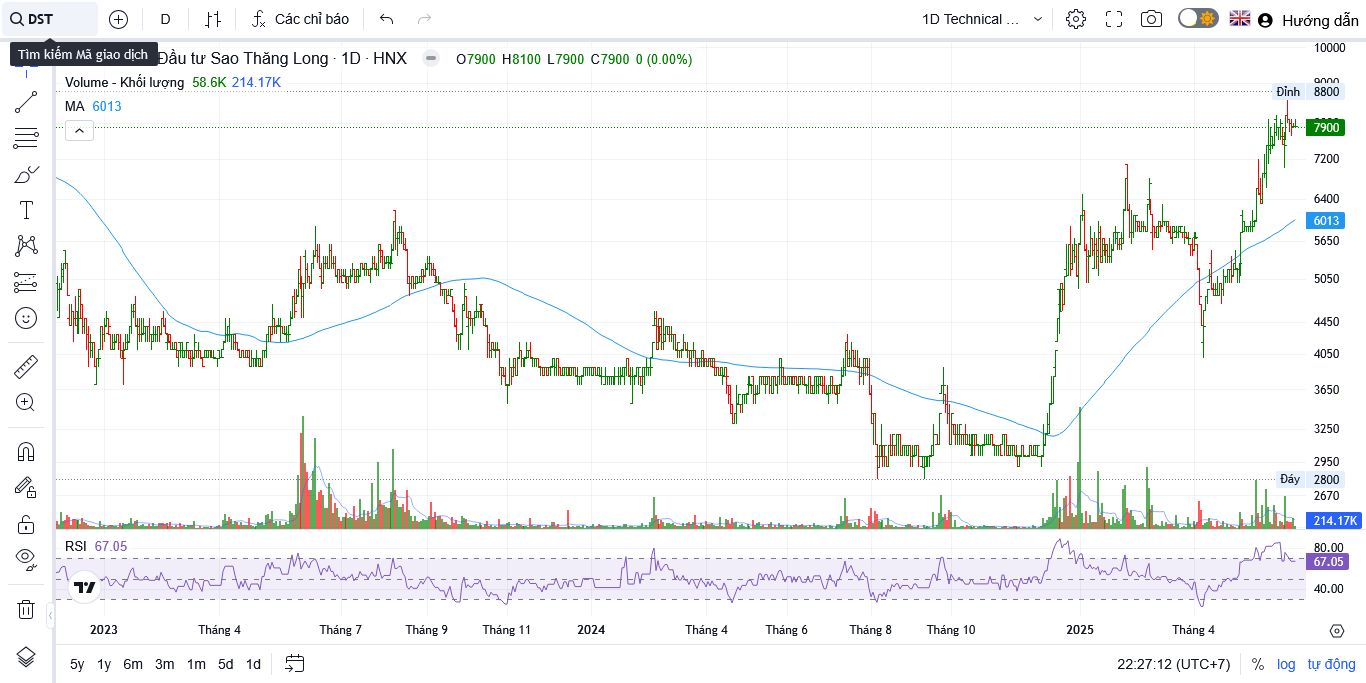 DST
D
Các chỉ báo
1D Technical ...
Hướng dẫn
Tìm kiếm Mã giao dịch
Đầu tư Sao Thăng Long · 1D · HNX
O7900 H8100 L7900 C7900 0 (0.00%)
Volume - Khối lượng 58.6K 214.17K
MA 6013
10000
9000
Đỉnh 8800
7900
7200
6400
6013
5650
5050
4450
4050
3650
3250
2950
Đáy 2800
2670
214.17K
RSI 67.05
80.00
67.05
40.00
2023 Tháng 4 Tháng 7 Tháng 9 Tháng 11 2024 Tháng 4 Tháng 6 Tháng 8 Tháng 10 2025 Tháng 4
5y 1y 6m 3m 1m 5d 1d
22:27:12 (UTC+7) % log tự động